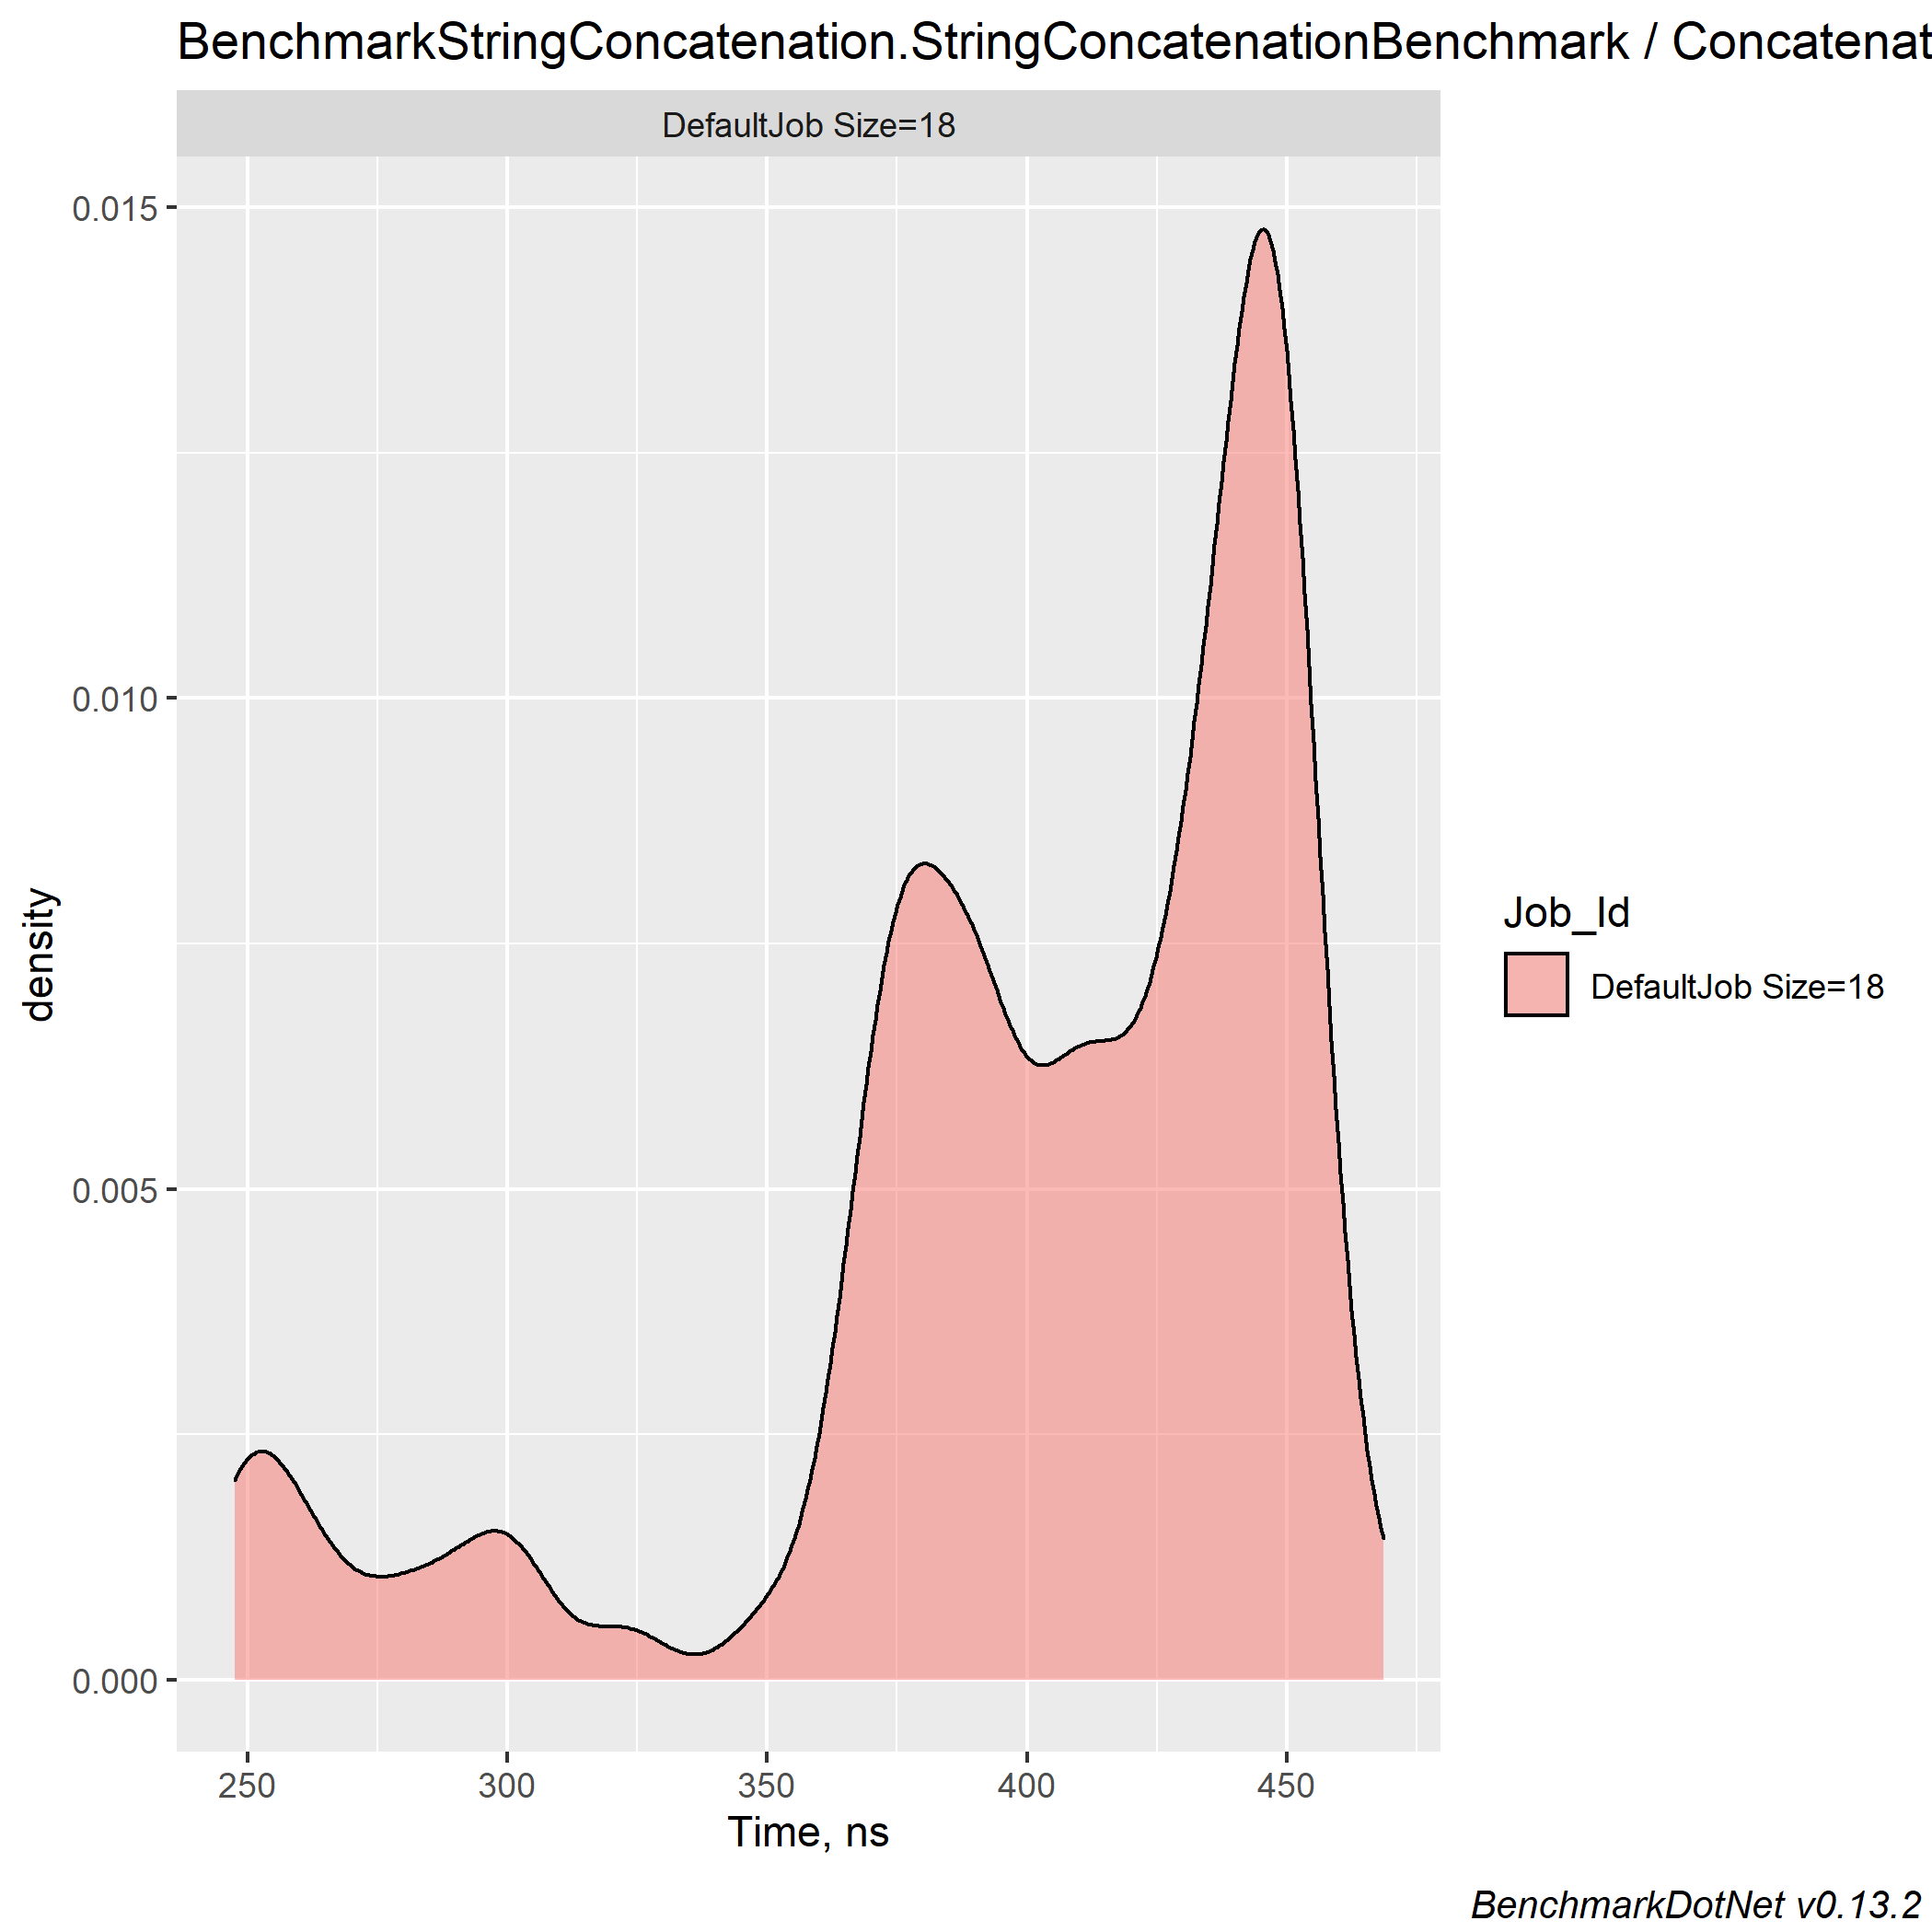 BenchmarkStringConcatenation.StringConcatenationBenchmark / Concatenat
DefaultJob Size=18
0.015
0.010
0.005
0.000
density
250 300 350 400 450
Time, ns
Job_Id
DefaultJob Size=18
BenchmarkDotNet v0.13.2